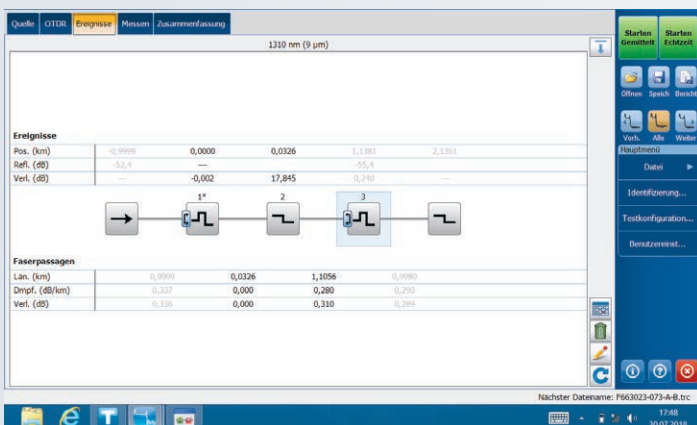 Quelle OTDR Ereignisse Messen Zusammenfassung
1310 nm (9 µm)
Starten Gemittelt
Starten Echtzeit
Öffnen Speich Bericht
Vorh. Alle Weiter
Hauptmenü
Datei
Identifizierung...
Testkonfiguration...
Benutzereinst...
Ereignisse
Pos. (km) -0,9999 0,0000 0,0326 1,1381 2,1361
Refl. (dB) -52,4 --- -55,4
Verl. (dB) --- -0,002 17,845 0,240 ---
1* 2 3
Faserpassagen
Län. (km) 0,9999 0,0326 1,1056 0,9980
Dmpf. (dB/km) 0,337 0,000 0,280 0,290
Verl. (dB) 0,336 0,000 0,310 0,289
Nächster Dateiname: F663023-073-A-B.trc
17:48
20.07.2018